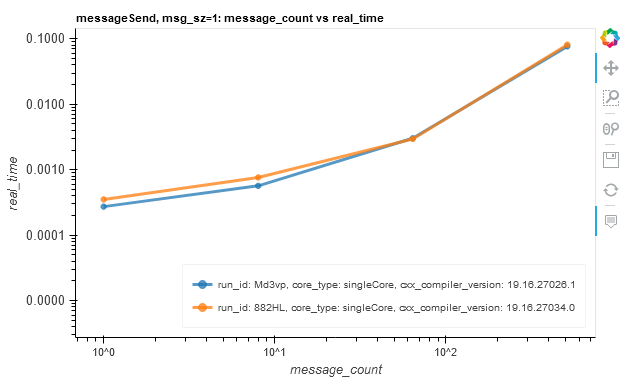 messageSend, msg_sz=1: message_count vs real_time
0.1000
0.0100
0.0010
0.0001
0.0000
real_time
run_id: Md3vp, core_type: singleCore, cxx_compiler_version: 19.16.27026.1
run_id: 882HL, core_type: singleCore, cxx_compiler_version: 19.16.27034.0
10^0
10^1
10^2
message_count